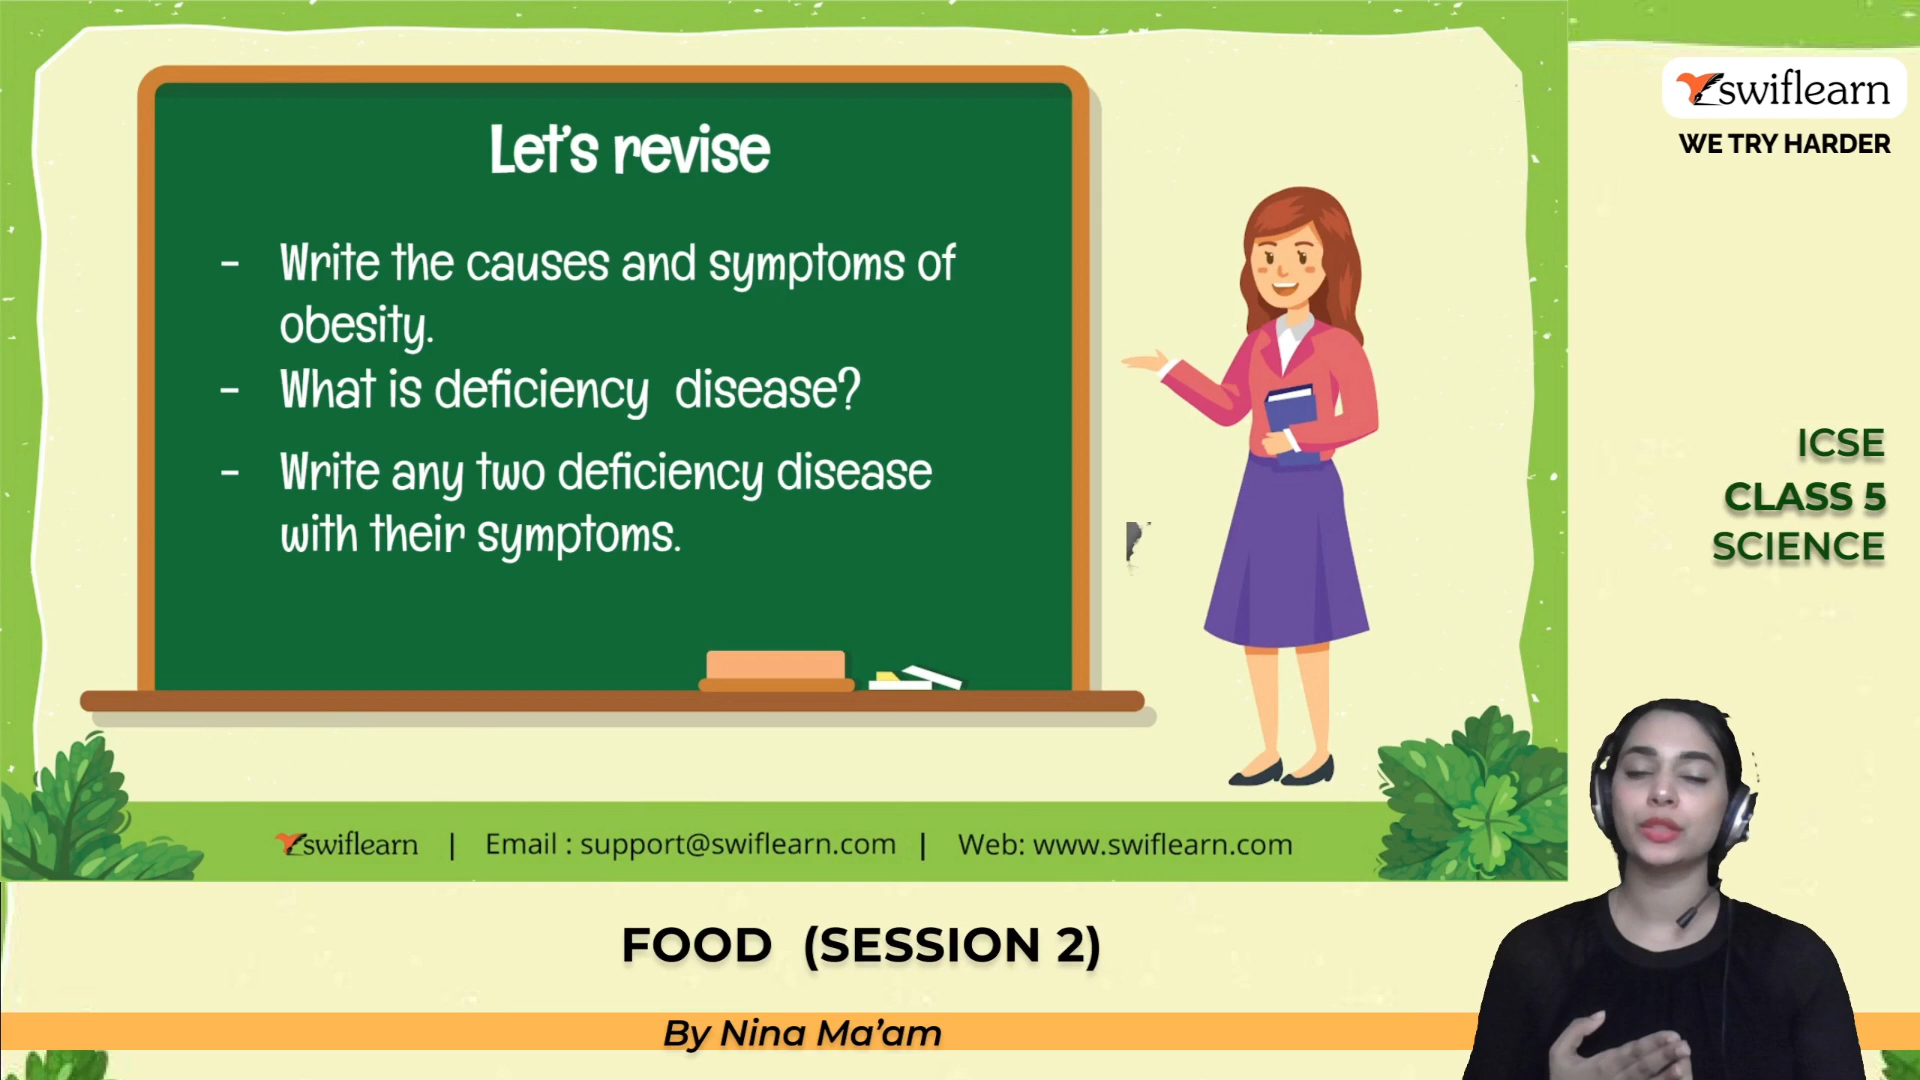 swiflearn
WE TRY HARDER
Let's revise
- Write the causes and symptoms of
obesity.
- What is deficiency disease?
- Write any two deficiency disease
with their symptoms.
ICSE
CLASS 5
SCIENCE
swiflearn | Email : support@swiflearn.com | Web: www.swiflearn.com
FOOD (SESSION 2)
By Nina Ma'am